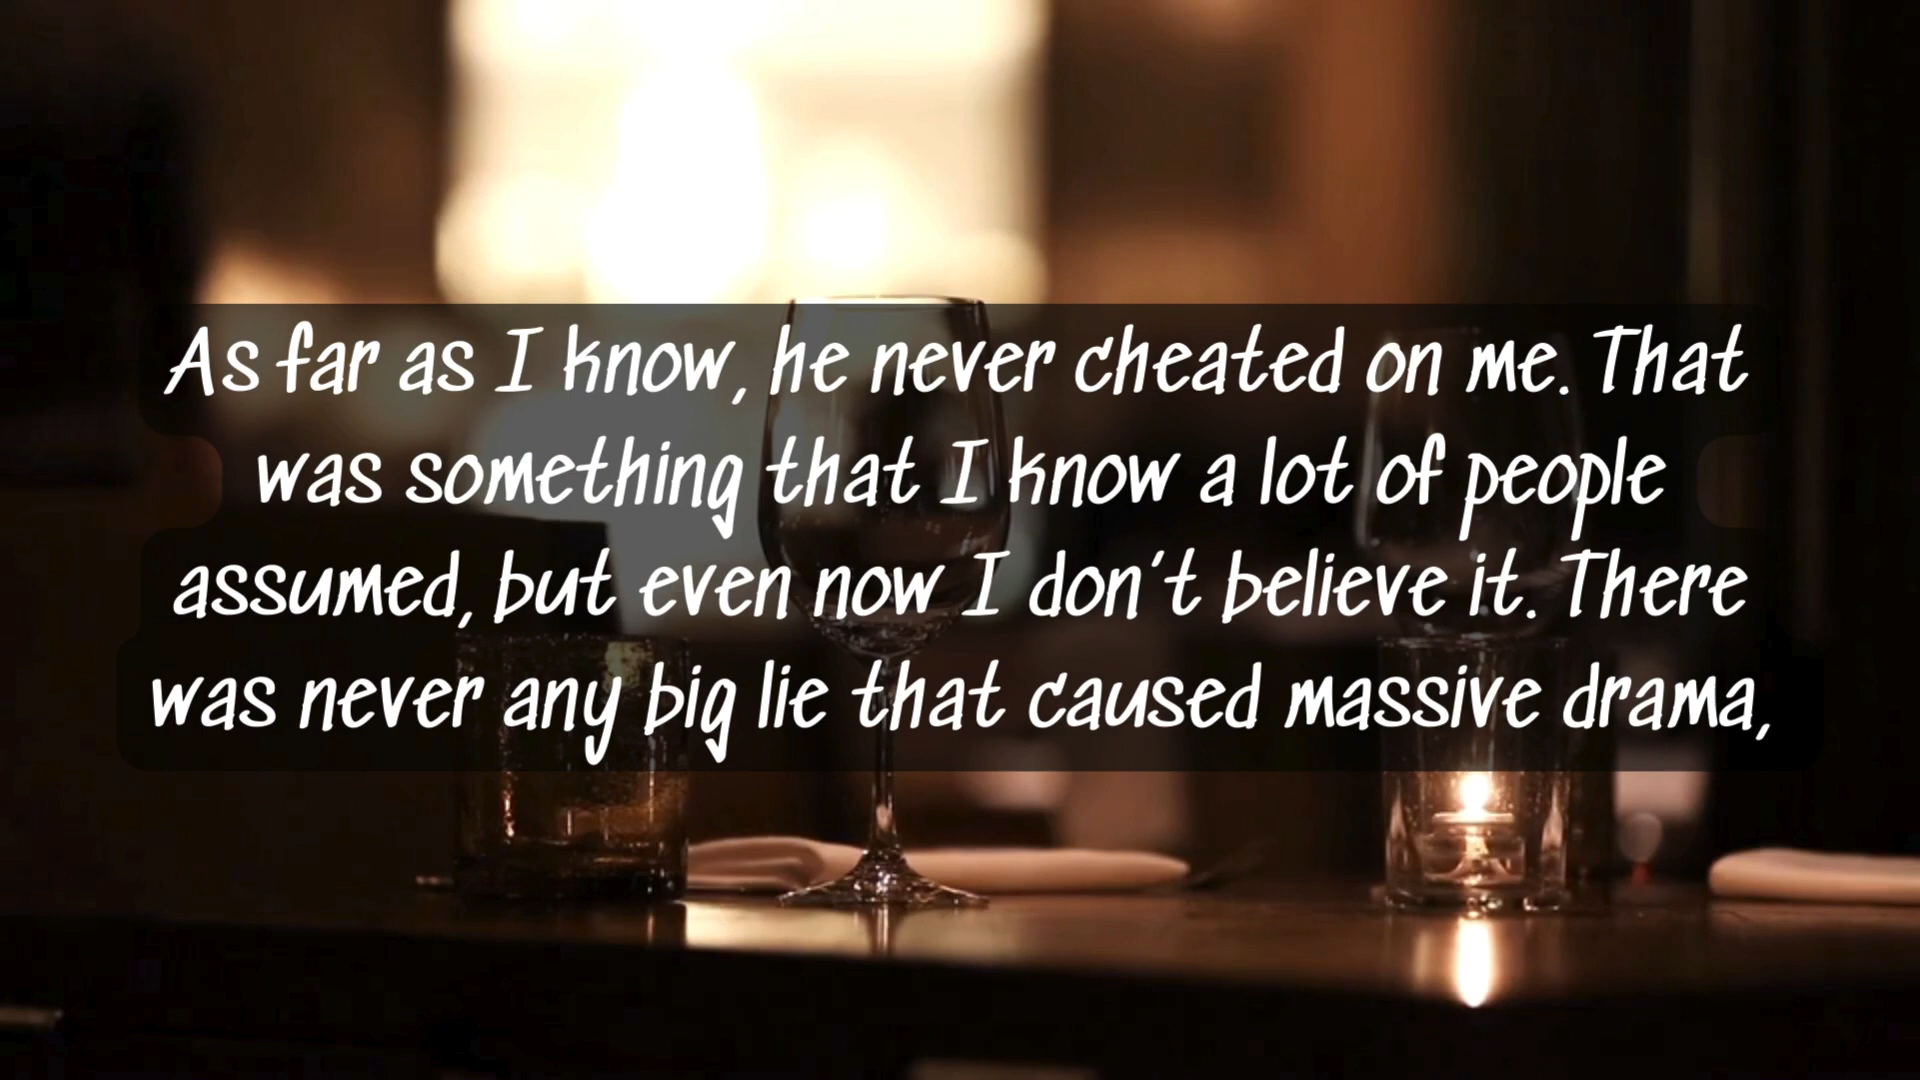 As far as I know, he never cheated on me. That
was something that I know a lot of people
assumed, but even now I don't believe it. There
was never any big lie that caused massive drama,